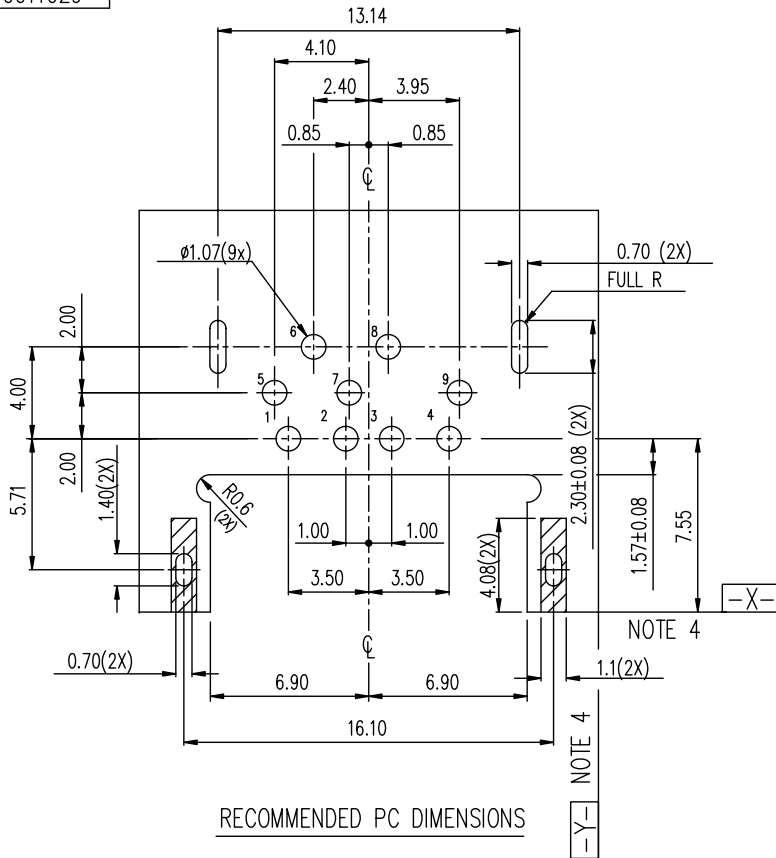 13.14
4.10
2.40 3.95
0.85 0.85
℄
ø1.07(9x)
0.70 (2X)
FULL R
6 8
2.00
4.00
5 7 9
1 2 3 4
2.00
5.71
1.40(2X)
R0.6
(2X)
2.30±0.08 (2X)
1.57±0.08
7.55
1.00 1.00
4.08(2X)
3.50 3.50
-X-
NOTE 4
℄
0.70(2X)
6.90 6.90
1.1(2X)
16.10
NOTE 4
-Y-
RECOMMENDED PC DIMENSIONS